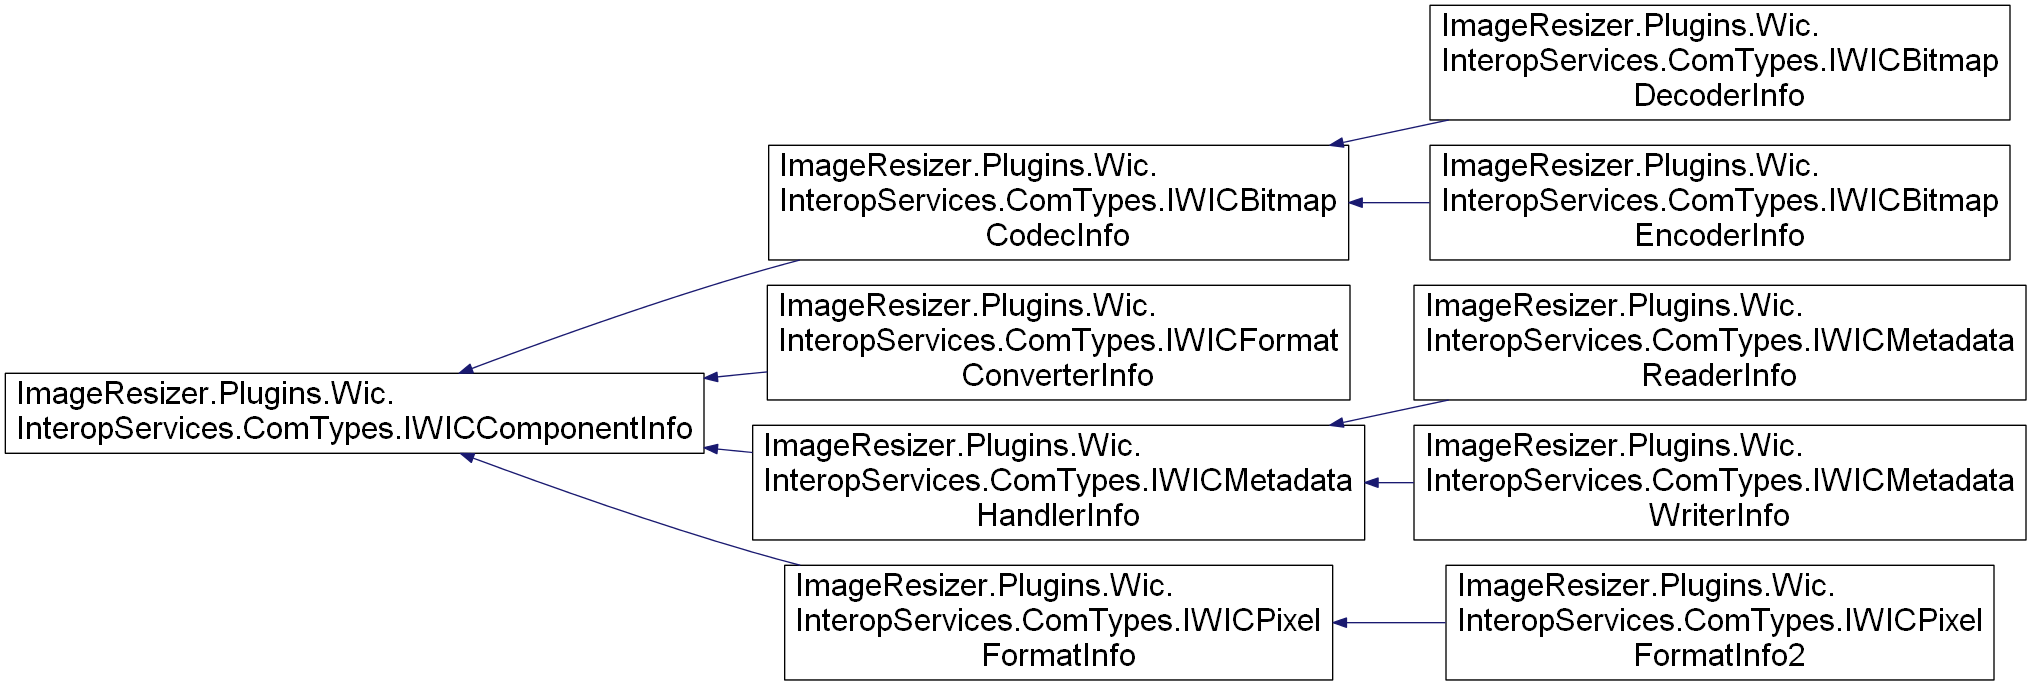 ImageResizer.Plugins.Wic.
InteropServices.ComTypes.IWICComponentInfo
ImageResizer.Plugins.Wic.
InteropServices.ComTypes.IWICBitmap
CodecInfo
ImageResizer.Plugins.Wic.
InteropServices.ComTypes.IWICBitmap
DecoderInfo
ImageResizer.Plugins.Wic.
InteropServices.ComTypes.IWICBitmap
EncoderInfo
ImageResizer.Plugins.Wic.
InteropServices.ComTypes.IWICFormat
ConverterInfo
ImageResizer.Plugins.Wic.
InteropServices.ComTypes.IWICMetadata
HandlerInfo
ImageResizer.Plugins.Wic.
InteropServices.ComTypes.IWICMetadata
ReaderInfo
ImageResizer.Plugins.Wic.
InteropServices.ComTypes.IWICMetadata
WriterInfo
ImageResizer.Plugins.Wic.
InteropServices.ComTypes.IWICPixel
FormatInfo
ImageResizer.Plugins.Wic.
InteropServices.ComTypes.IWICPixel
FormatInfo2